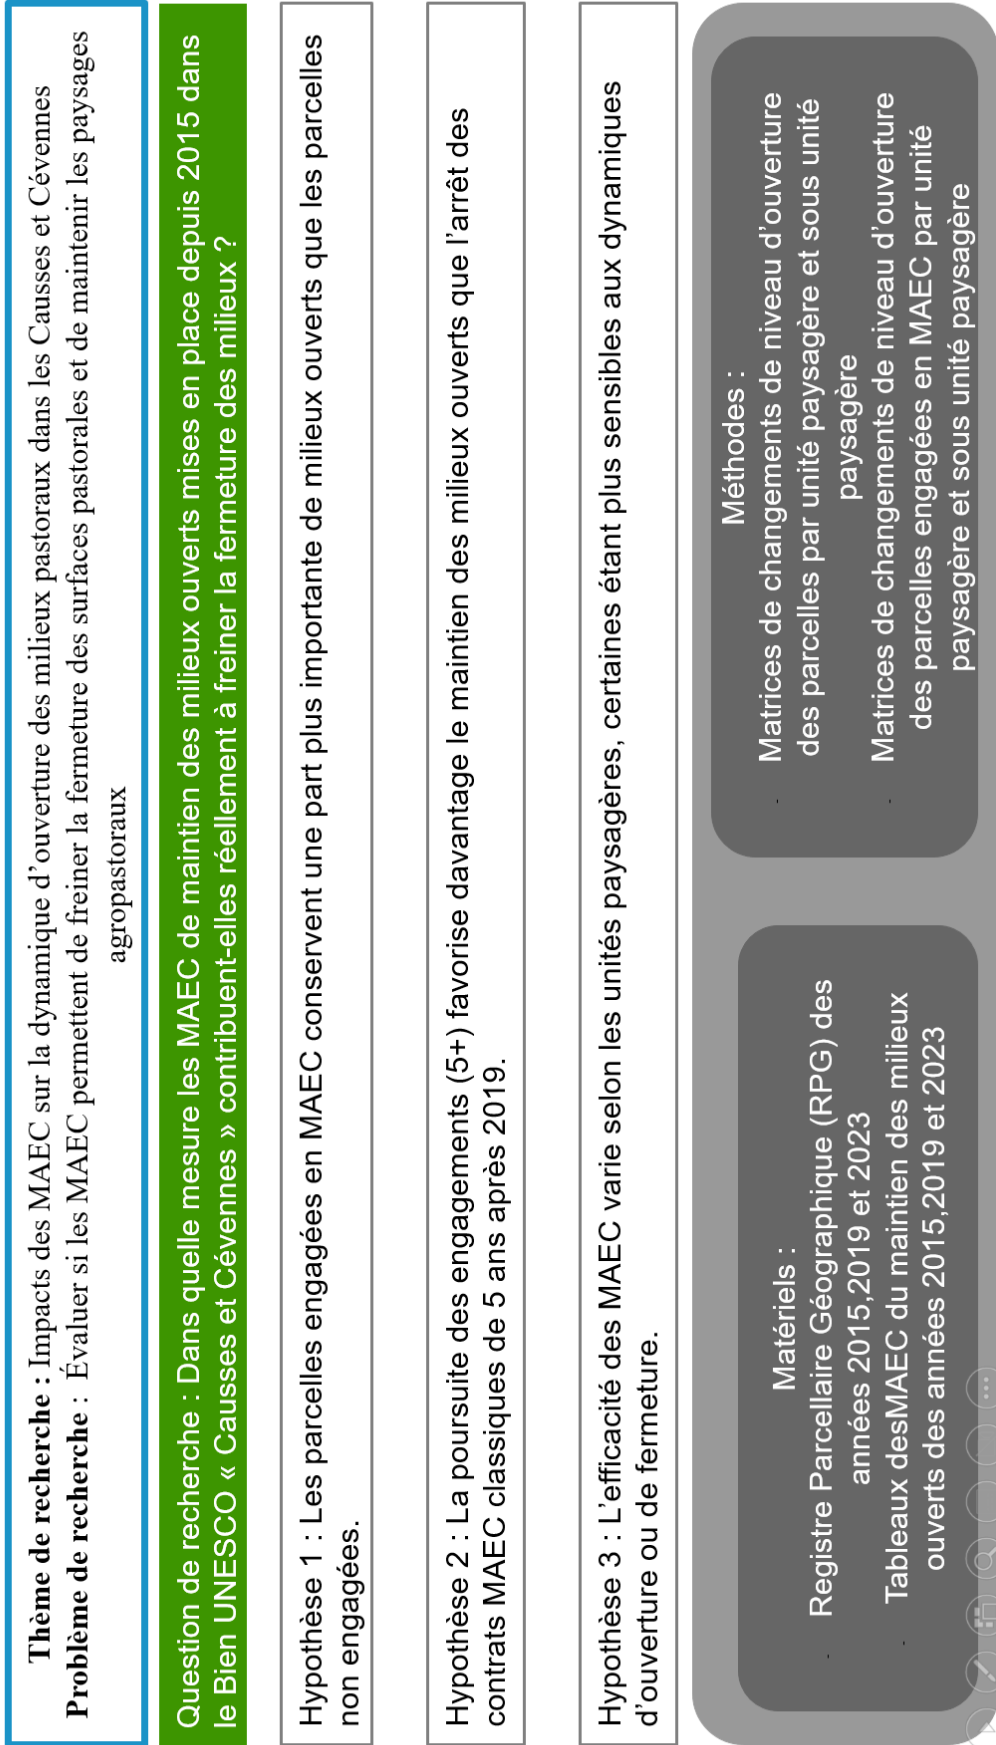 Thème de recherche : Impacts des MAEC sur la dynamique d'ouverture des milieux pastoraux dans les Causses et Cévennes
Problème de recherche : Évaluer si les MAEC permettent de freiner la fermeture des surfaces pastorales et de maintenir les paysages
agropastoraux
Question de recherche : Dans quelle mesure les MAEC de maintien des milieux ouverts mises en place depuis 2015 dans
le Bien UNESCO « Causses et Cévennes » contribuent-elles réellement à freiner la fermeture des milieux ?
Hypothèse 1 : Les parcelles engagées en MAEC conservent une part plus importante de milieux ouverts que les parcelles
non engagées.
Hypothèse 2 : La poursuite des engagements (5+) favorise davantage le maintien des milieux ouverts que l'arrêt des
contrats MAEC classiques de 5 ans après 2019.
Hypothèse 3 : L'efficacité des MAEC varie selon les unités paysagères, certaines étant plus sensibles aux dynamiques
d'ouverture ou de fermeture.
Matériels :
- Registre Parcellaire Géographique (RPG) des
années 2015,2019 et 2023
- Tableaux desMAEC du maintien des milieux
ouverts des années 2015,2019 et 2023
Méthodes :
- Matrices de changements de niveau d'ouverture
des parcelles par unité paysagère et sous unité
paysagère
- Matrices de changements de niveau d'ouverture
des parcelles engagées en MAEC par unité
paysagère et sous unité paysagère